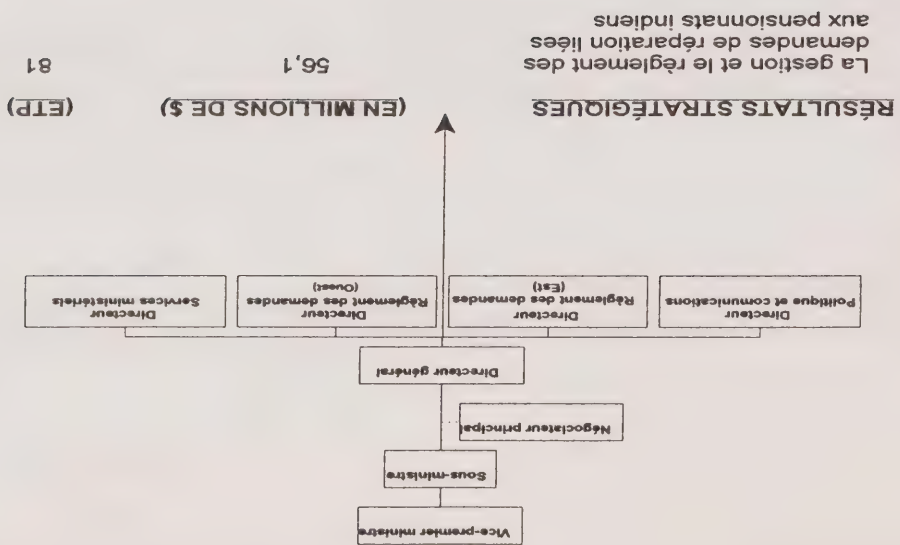 Vice-premier ministre
Sous-ministre
Négociateur principal
Directeur général
Directeur
Politique et communications
Directeur
Règlement des demandes
(Est)
Directeur
Règlement des demandes
(Ouest)
Directeur
Services ministériels
RÉSULTATS STRATÉGIQUES (EN MILLIONS DE $) (ETP)
La gestion et le règlement des 56,1 81
demandes de réparation liées
aux pensionnats indiens